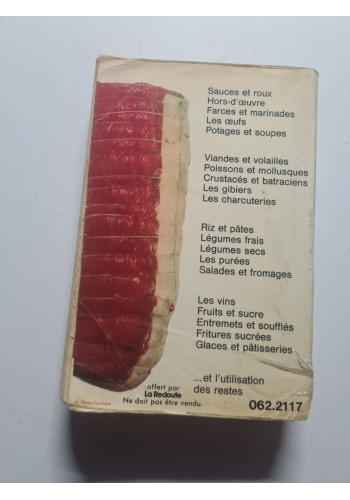 Sauces et roux
Hors-d'œuvre
Farces et marinades
Les œufs
Potages et soupes
Viandes et volailles
Poissons et mollusques
Crustacés et batraciens
Les gibiers
Les charcuteries
Riz et pâtes
Légumes frais
Légumes secs
Les purées
Salades et fromages
Les vins
Fruits et sucre
Entremets et soufflés
Fritures sucrées
Glaces et pâtisseries
...et l'utilisation
des restes
offert par
La Redoute
Ne doit pas être vendu.
062.2117